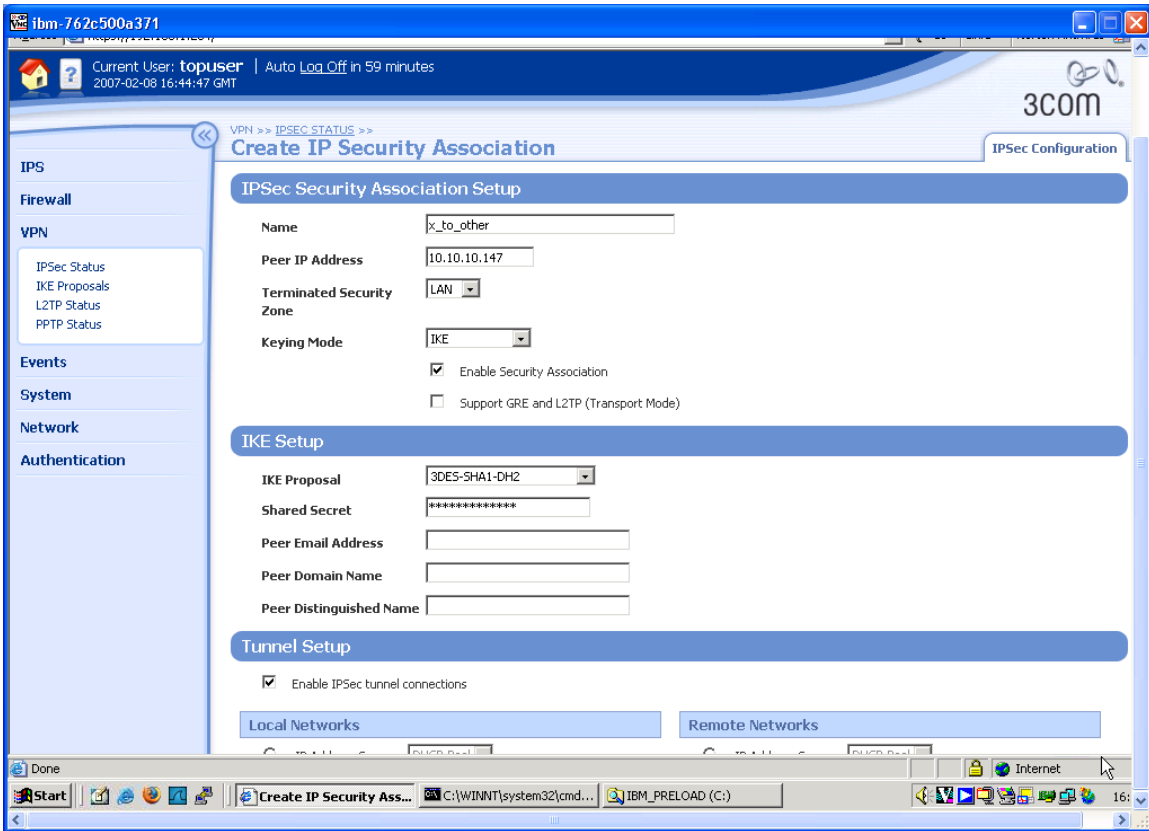 ibm-762c500a371
Current User: topuser | Auto Log Off in 59 minutes
2007-02-08 16:44:47 GMT
3COM
VPN >> IPSEC STATUS >>
Create IP Security Association
IPSec Configuration
IPS
Firewall
VPN
IPSec Status
IKE Proposals
L2TP Status
PPTP Status
Events
System
Network
Authentication
IPSec Security Association Setup
Name x_to_other
Peer IP Address 10.10.10.147
Terminated Security Zone LAN
Keying Mode IKE
Enable Security Association
Support GRE and L2TP (Transport Mode)
IKE Setup
IKE Proposal 3DES-SHA1-DH2
Shared Secret *************
Peer Email Address
Peer Domain Name
Peer Distinguished Name
Tunnel Setup
Enable IPSec tunnel connections
Local Networks
Remote Networks
Done
Internet
Start
Create IP Security Ass...
C:\WINNT\system32\cmd...
IBM_PRELOAD (C:)
16: